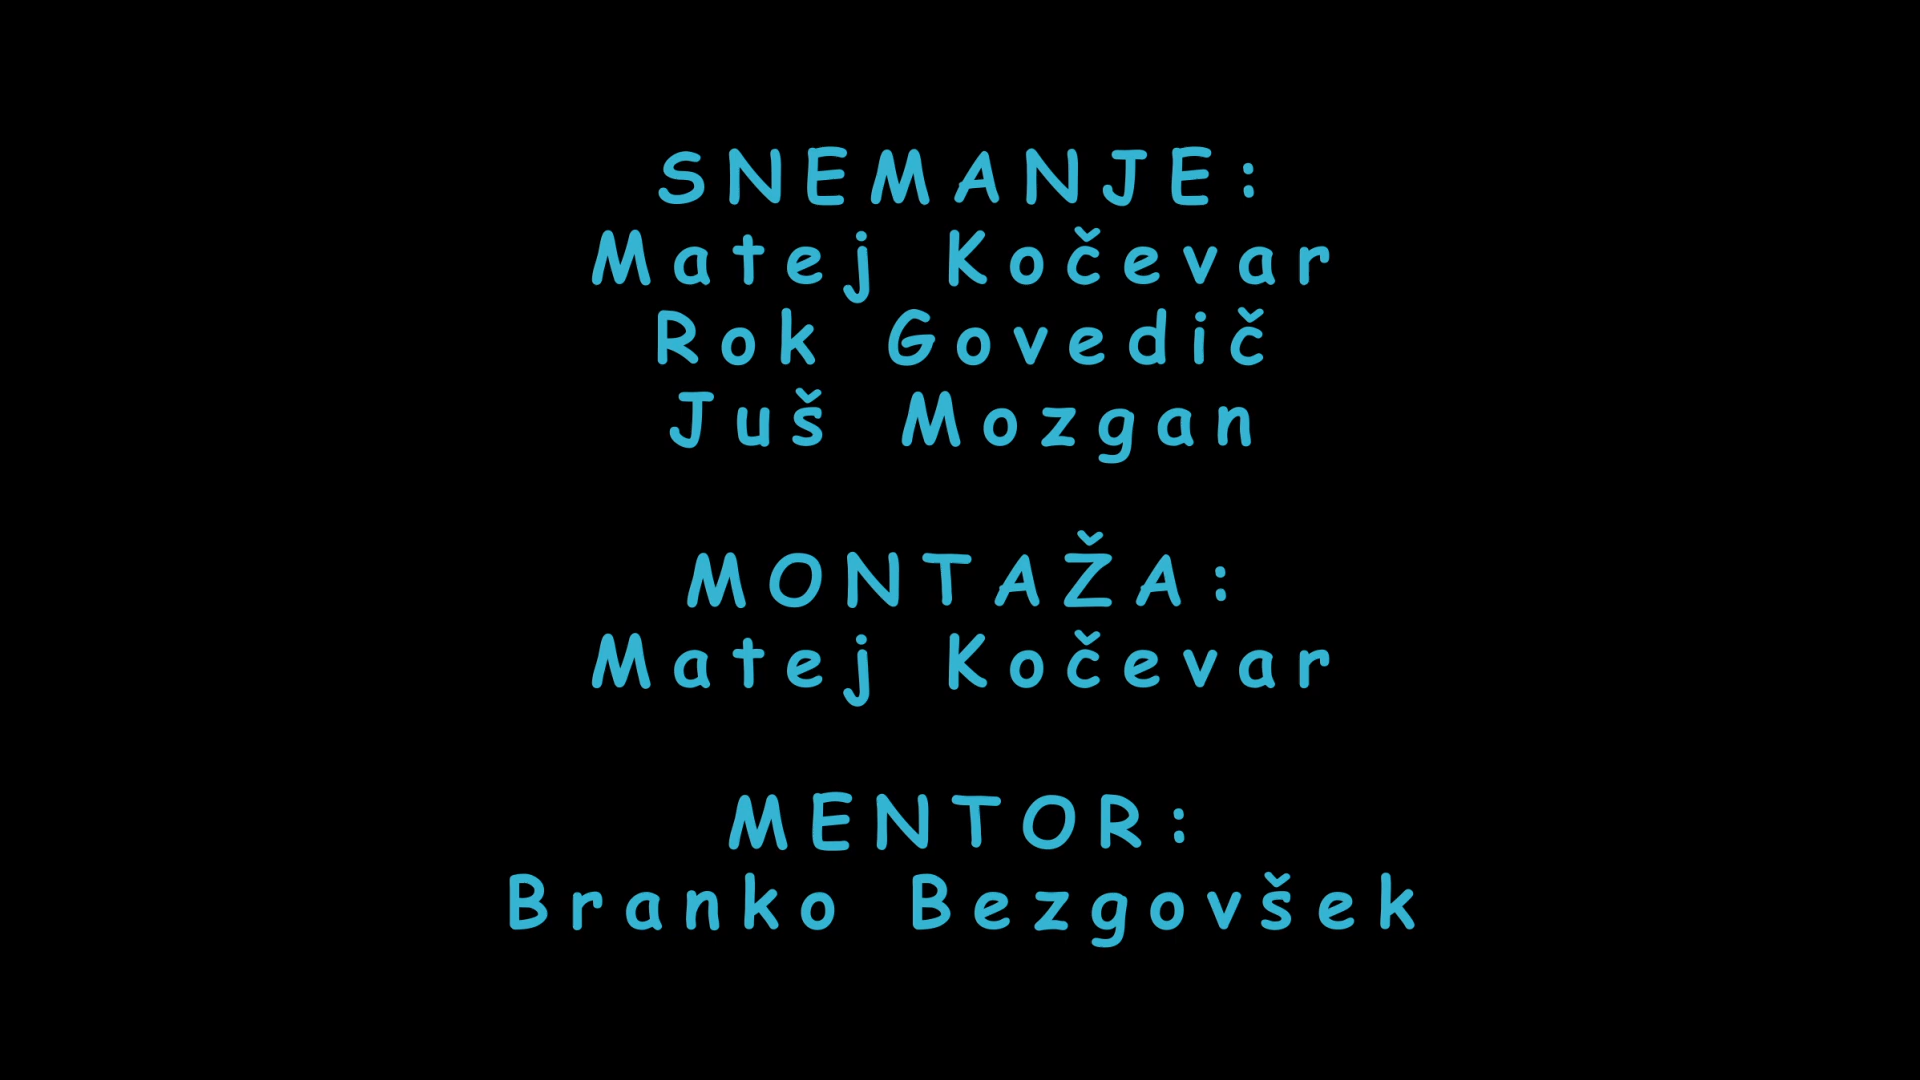 SNEMANJE:
Matej Kočevar
Rok Govedič
Juš Mozgan
MONTAŽA:
Matej Kočevar
MENTOR:
Branko Bezgovšek